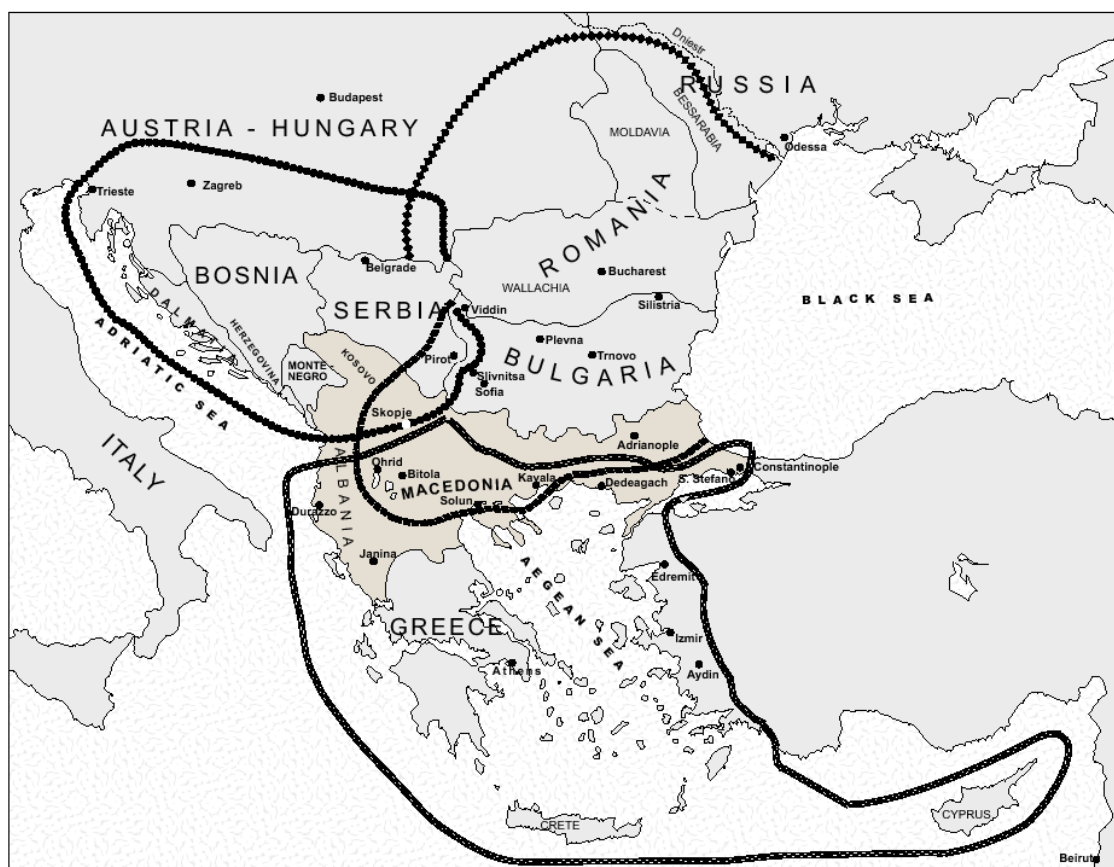 Dniestr
RUSSIA
Budapest
BESSARABIA
AUSTRIA - HUNGARY
MOLDAVIA
Odessa
Trieste
Zagreb
ROMANIA
Belgrade
BOSNIA
Bucharest
WALLACHIA
BLACK SEA
DALMATIA
SERBIA
Viddin
Silistria
ADRIATIC SEA
HERZEGOVINA
KOSOVO
Plevna
Pirot
BULGARIA
Trnovo
MONTE-
NEGRO
Slivnitsa
Sofia
Skopje
ITALY
Adrianople
ALBANIA
Ohrid
Bitola
Constantinople
S. Stefano
Kavala
MACEDONIA
Dedeagach
Solun
Durazzo
Janina
AEGEAN SEA
Edremit
GREECE
Izmir
Athens
Aydin
CRETE
CYPRUS
Beirut